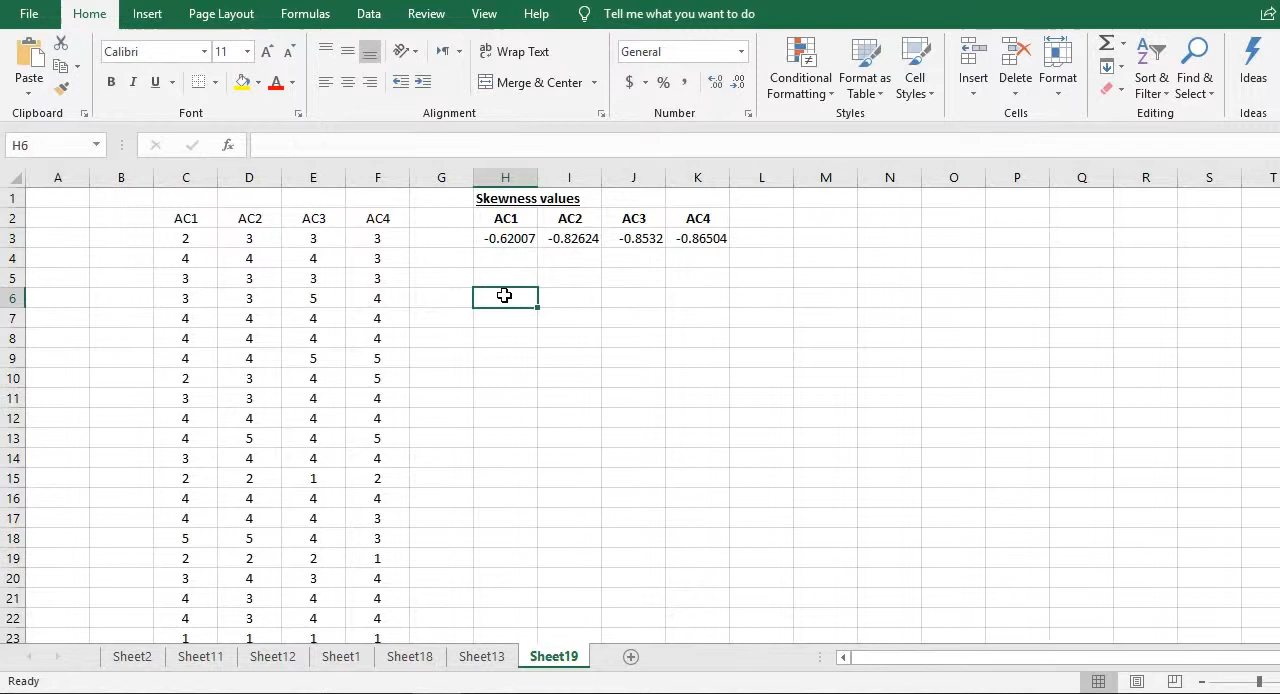 File Home Insert Page Layout Formulas Data Review View Help Tell me what you want to do
Calibri 11 Wrap Text General
Paste Merge & Center Conditional Formatting Format as Table Cell Styles Insert Delete Format Sort & Filter Find & Select Ideas
Clipboard Font Alignment Number Styles Cells Editing Ideas
H6 fx
A B C D E F G H I J K L M N O P Q R S T
1 Skewness values
2 AC1 AC2 AC3 AC4 AC1 AC2 AC3 AC4
3 2 3 3 3 -0.62007 -0.82624 -0.8532 -0.86504
4 4 4 4 3
5 3 3 3 3
6 3 3 5 4
7 4 4 4 4
8 4 4 4 4
9 4 4 5 5
10 2 3 4 5
11 3 3 4 4
12 4 4 4 4
13 4 5 4 5
14 3 4 4 4
15 2 2 1 2
16 4 4 4 4
17 4 4 4 3
18 5 5 4 3
19 2 2 2 1
20 3 4 3 4
21 4 3 4 4
22 4 3 4 4
23 1 1 1 1
Sheet2 Sheet11 Sheet12 Sheet1 Sheet18 Sheet13 Sheet19
Ready